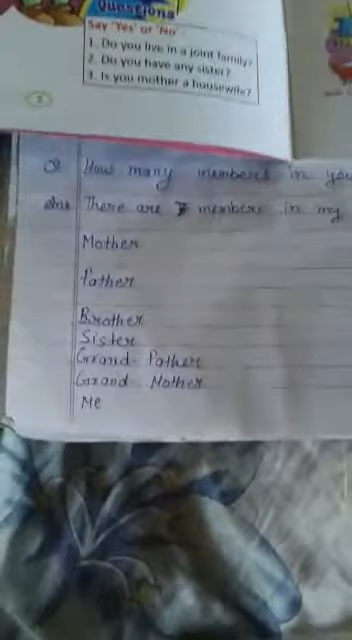 Questions
Say 'Yes' or 'No' :
1. Do you live in a joint family?
2. Do you have any sister?
3. Is you mother a housewife?
2
Q How many members in you
Ans There are 7 members in my
Mother
Father
Brother
Sister
Grand- Father
Grand Mother
Me